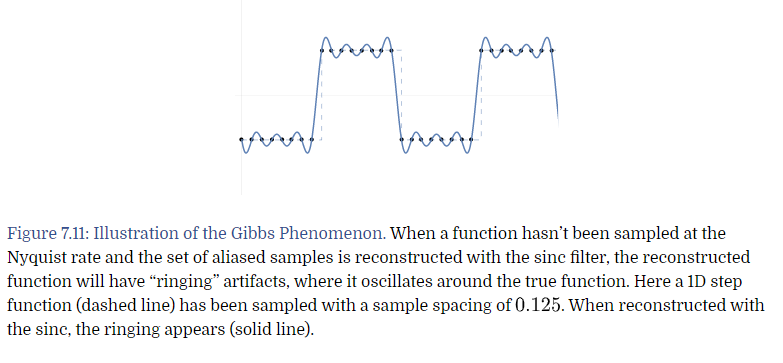 Figure 7.11: Illustration of the Gibbs Phenomenon. When a function hasn’t been sampled at the
Nyquist rate and the set of aliased samples is reconstructed with the sinc filter, the reconstructed
function will have “ringing” artifacts, where it oscillates around the true function. Here a 1D step
function (dashed line) has been sampled with a sample spacing of 0.125. When reconstructed with
the sinc, the ringing appears (solid line).